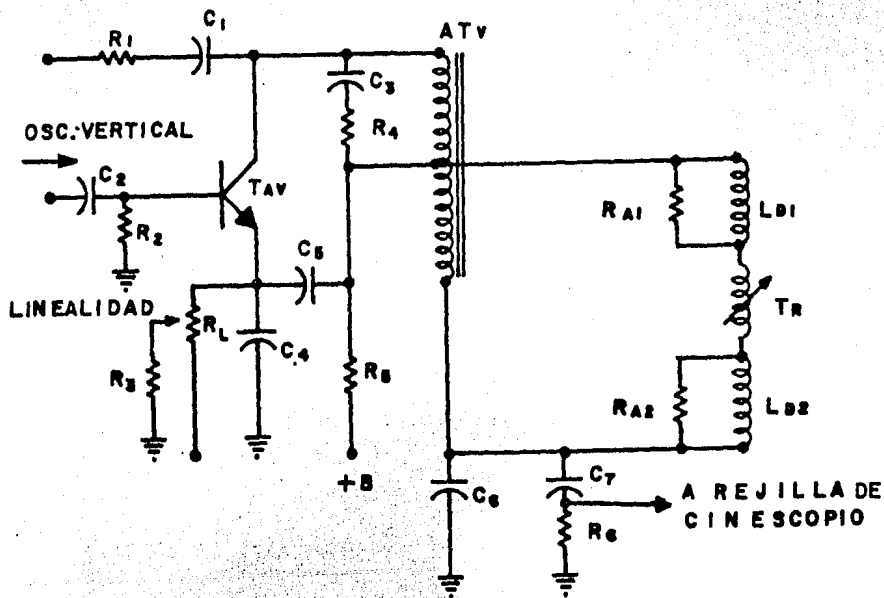 ATV
R1
C1
C3
R4
OSC. VERTICAL
C2
TAV
R2
RA1
LD1
C5
LINEALIDAD
RL
TR
C.4
R3
R5
RA2
LD2
+B
C6
C7
A REJILLA DE
CINESCOPIO
R6